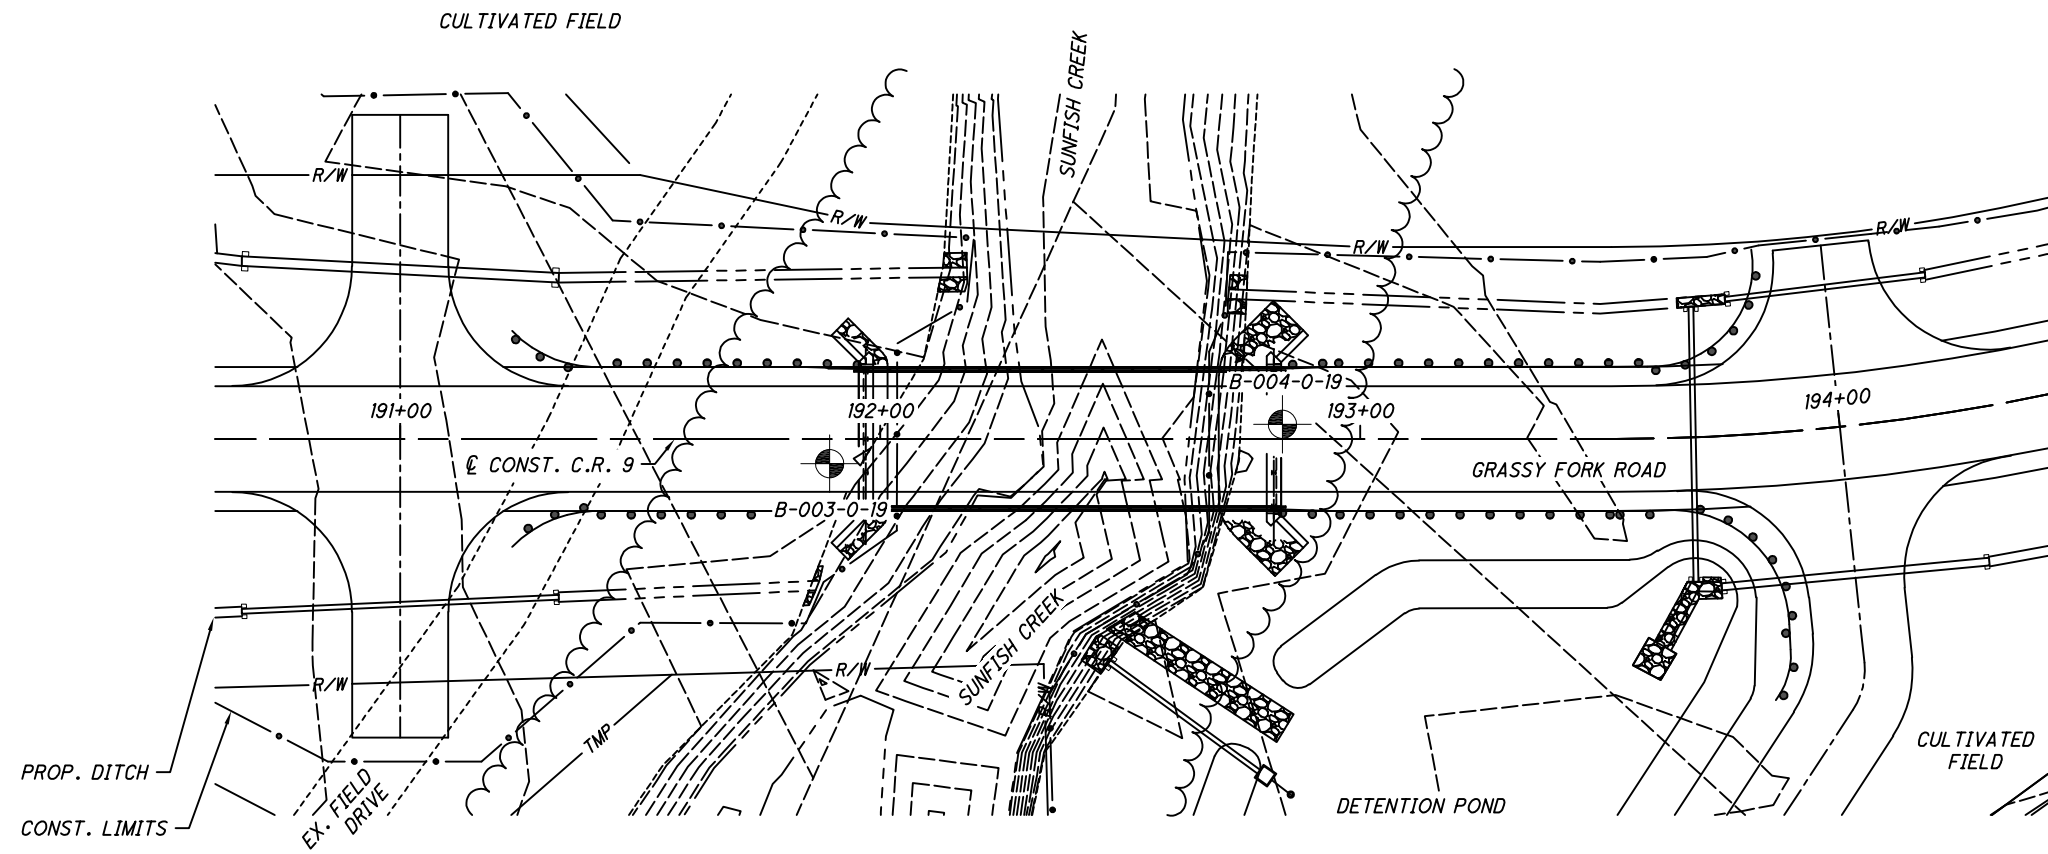 CULTIVATED FIELD
SUNFISH CREEK
R/W
R/W
R/W
R/W
B-004-0-19
191+00
192+00
193+00
194+00
℄ CONST. C.R. 9
GRASSY FORK ROAD
B-003-0-19
SUNFISH CREEK
R/W
R/W
R/W
TMP
PROP. DITCH
CONST. LIMITS
EX. FIELD
DRIVE
DETENTION POND
CULTIVATED
FIELD